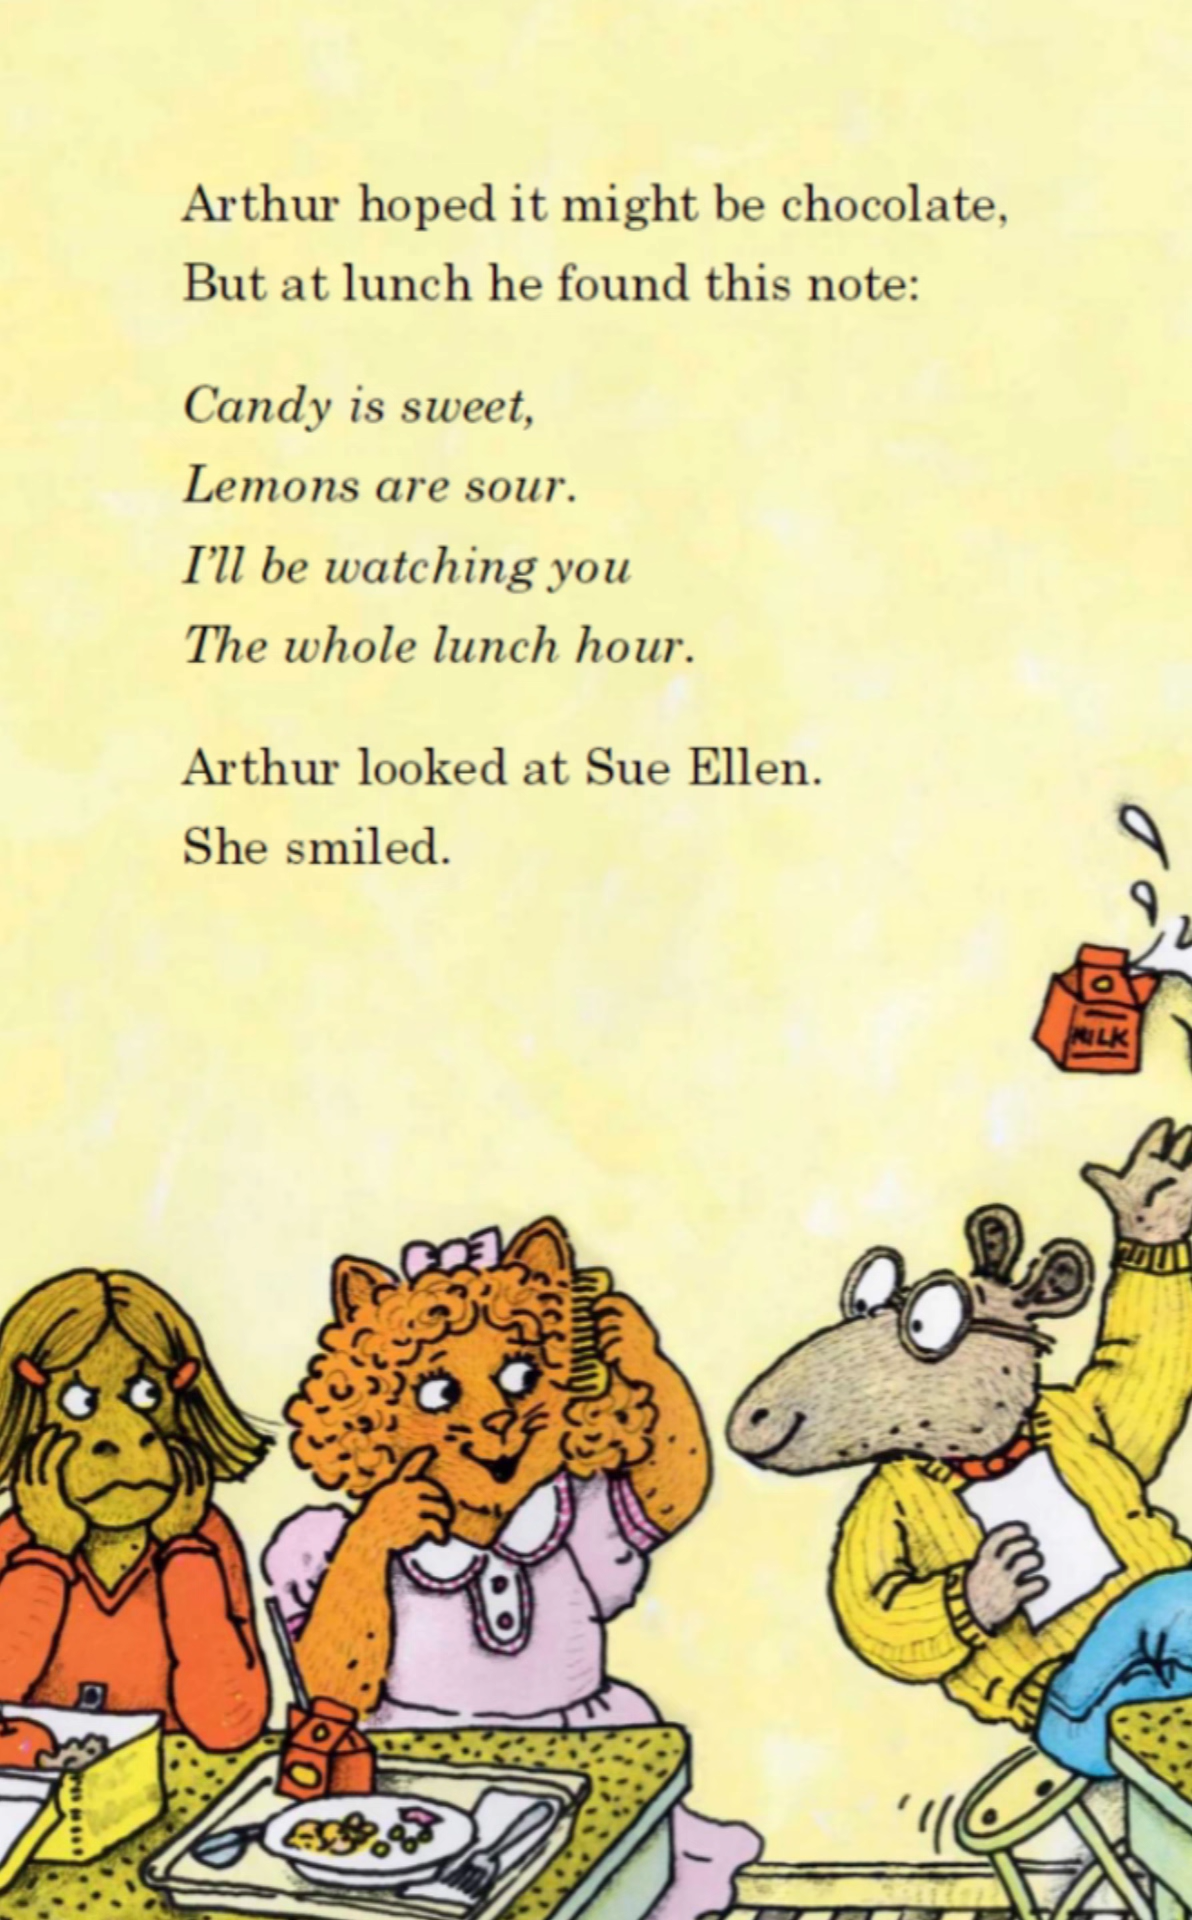 Arthur hoped it might be chocolate,
But at lunch he found this note:
Candy is sweet,
Lemons are sour.
I’ll be watching you
The whole lunch hour.
Arthur looked at Sue Ellen.
She smiled.
MILK